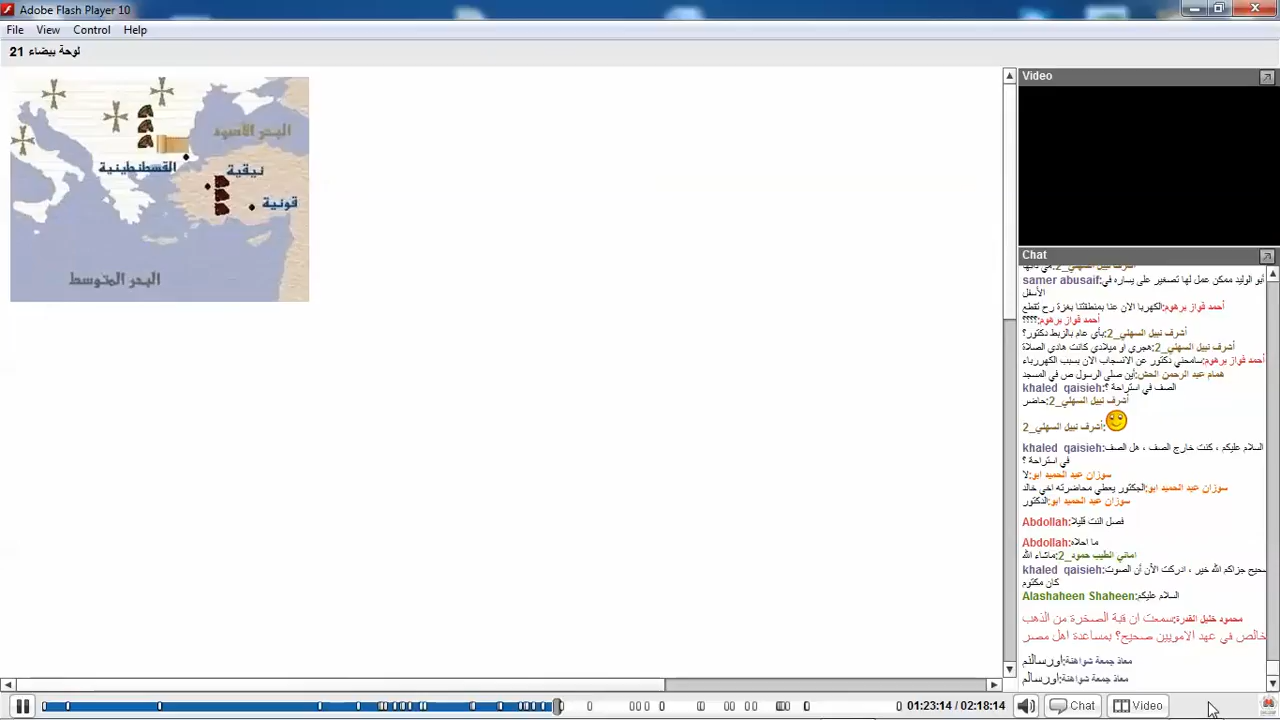 Adobe Flash Player 10
File View Control Help
لوحة بيضاء 21
البحر الأسود
القسطنطينية
نيقية
قونية
البحر المتوسط
Video
Chat
samer abusaif:أبو الوليد ممكن عمل لها تصغير على يساره في
الأسفل
أحمد فواز برهوم:الكهربا الان عنا بمنطقتنا بغزة رح تقطع
أحمد فواز برهوم:؟؟؟؟
أشرف نبيل السهلي_2:بأى عام بالزبط دكتور؟
أشرف نبيل السهلي_2:هجري او ميلادي كانت هادى الصلاة
أحمد فواز برهوم:سامحني دكتور عن الانسحاب الان بسبب الكهرباء
همام عبد الرحمن الحش:أين صلى الرسول ص في المسجد
khaled qaisieh:الصف في استراحة ؟
أشرف نبيل السهلي_2:حاضر
أشرف نبيل السهلي_2:
khaled qaisieh:السلام عليكم ، كنت خارج الصف ، هل الصف
في استراحة ؟
سوزان عبد الحميد ابو:لا
سوزان عبد الحميد ابو:الجكتور يعطي محاضرته اخي خالد
سوزان عبد الحميد ابو:الدكتور
Abdollah:فصل النت قليلا
Abdollah:ما احلاه
اماني الطيب حمود_2:ماشاء الله
khaled qaisieh:صحيح جزاكم الله خير ، ادركت الأن أن الصوت
كان مكتوم
Alashaheen Shaheen:السلام عليكم
محمود خليل القدرة:سمعت ان قبة الصخرة من الذهب
خالص في عهد الامويين صحيح؟ بمساعدة اهل مصر
معاذ جمعة شواهنة:أورسالنم
معاذ جمعة شواهنة:أورسالم
01:23:14 / 02:18:14 Chat Video